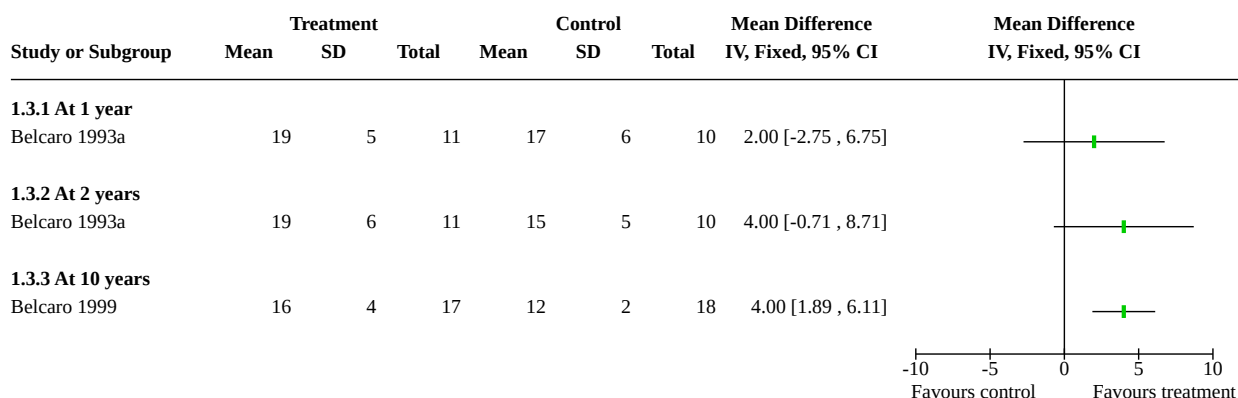 Treatment Control Mean Difference Mean Difference
Study or Subgroup Mean SD Total Mean SD Total IV, Fixed, 95% CI IV, Fixed, 95% CI
1.3.1 At 1 year
Belcaro 1993a 19 5 11 17 6 10 2.00 [-2.75 , 6.75]
1.3.2 At 2 years
Belcaro 1993a 19 6 11 15 5 10 4.00 [-0.71 , 8.71]
1.3.3 At 10 years
Belcaro 1999 16 4 17 12 2 18 4.00 [1.89 , 6.11]
-10 -5 0 5 10
Favours control Favours treatment